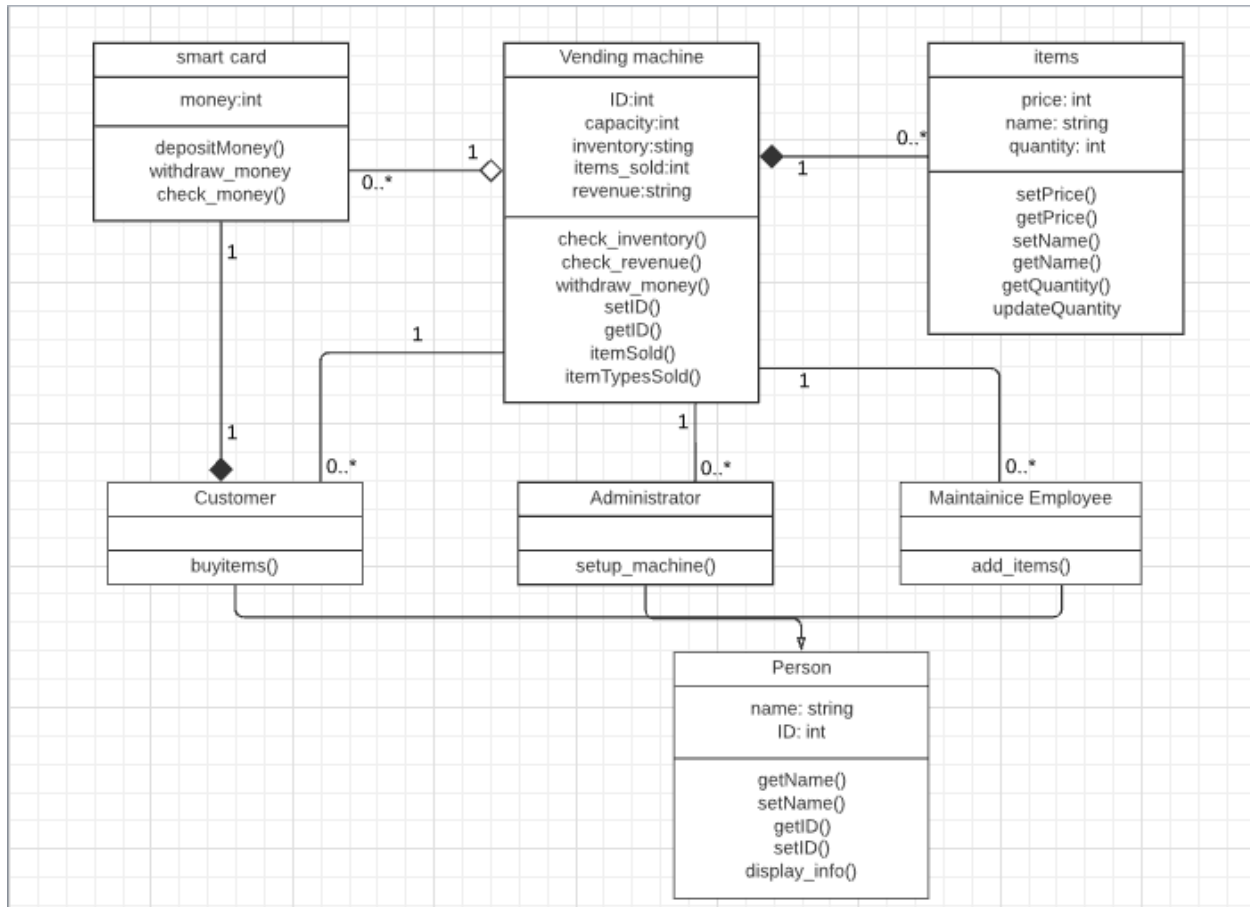 smart card
money:int
depositMoney()
withdraw_money
check_money()
Vending machine
ID:int
capacity:int
inventory:sting
items_sold:int
revenue:string
check_inventory()
check_revenue()
withdraw_money()
setID()
getID()
itemSold()
itemTypesSold()
items
price: int
name: string
quantity: int
setPrice()
getPrice()
setName()
getName()
getQuantity()
updateQuantity
1
0..*
0..*
1
1
1
1
0..*
1
0..*
1
0..*
Customer
buyitems()
Administrator
setup_machine()
Maintainice Employee
add_items()
Person
name: string
ID: int
getName()
setName()
getID()
setID()
display_info()